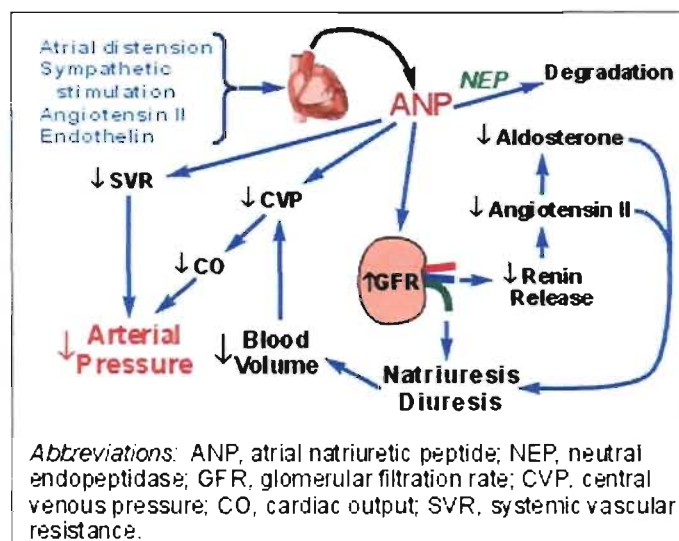 Atrial distension
Sympathetic
stimulation
Angiotensin II
Endothelin
ANP
NEP
Degradation
↓ Aldosterone
↓ SVR
↓ CVP
↓ Angiotensin II
↓ CO
↑GFR
↓ Renin
Release
↓ Arterial
Pressure
↓ Blood
Volume
Natriuresis
Diuresis
Abbreviations: ANP, atrial natriuretic peptide; NEP, neutral
endopeptidase; GFR, glomerular filtration rate; CVP, central
venous pressure; CO, cardiac output; SVR, systemic vascular
resistance.